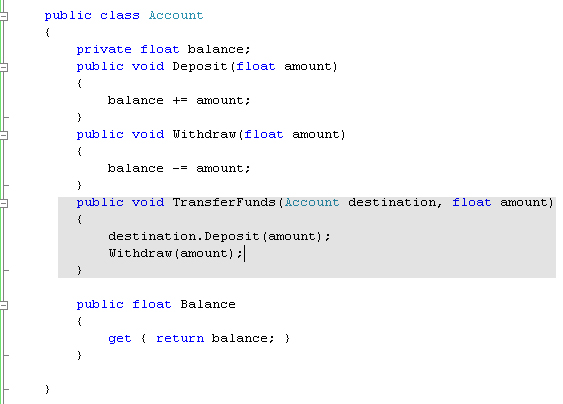 public class Account
{
private float balance;
public void Deposit(float amount)
{
balance += amount;
}
public void Withdraw(float amount)
{
balance -= amount;
}
public void TransferFunds(Account destination, float amount)
{
destination.Deposit(amount);
Withdraw(amount);
}
public float Balance
{
get { return balance; }
}
}